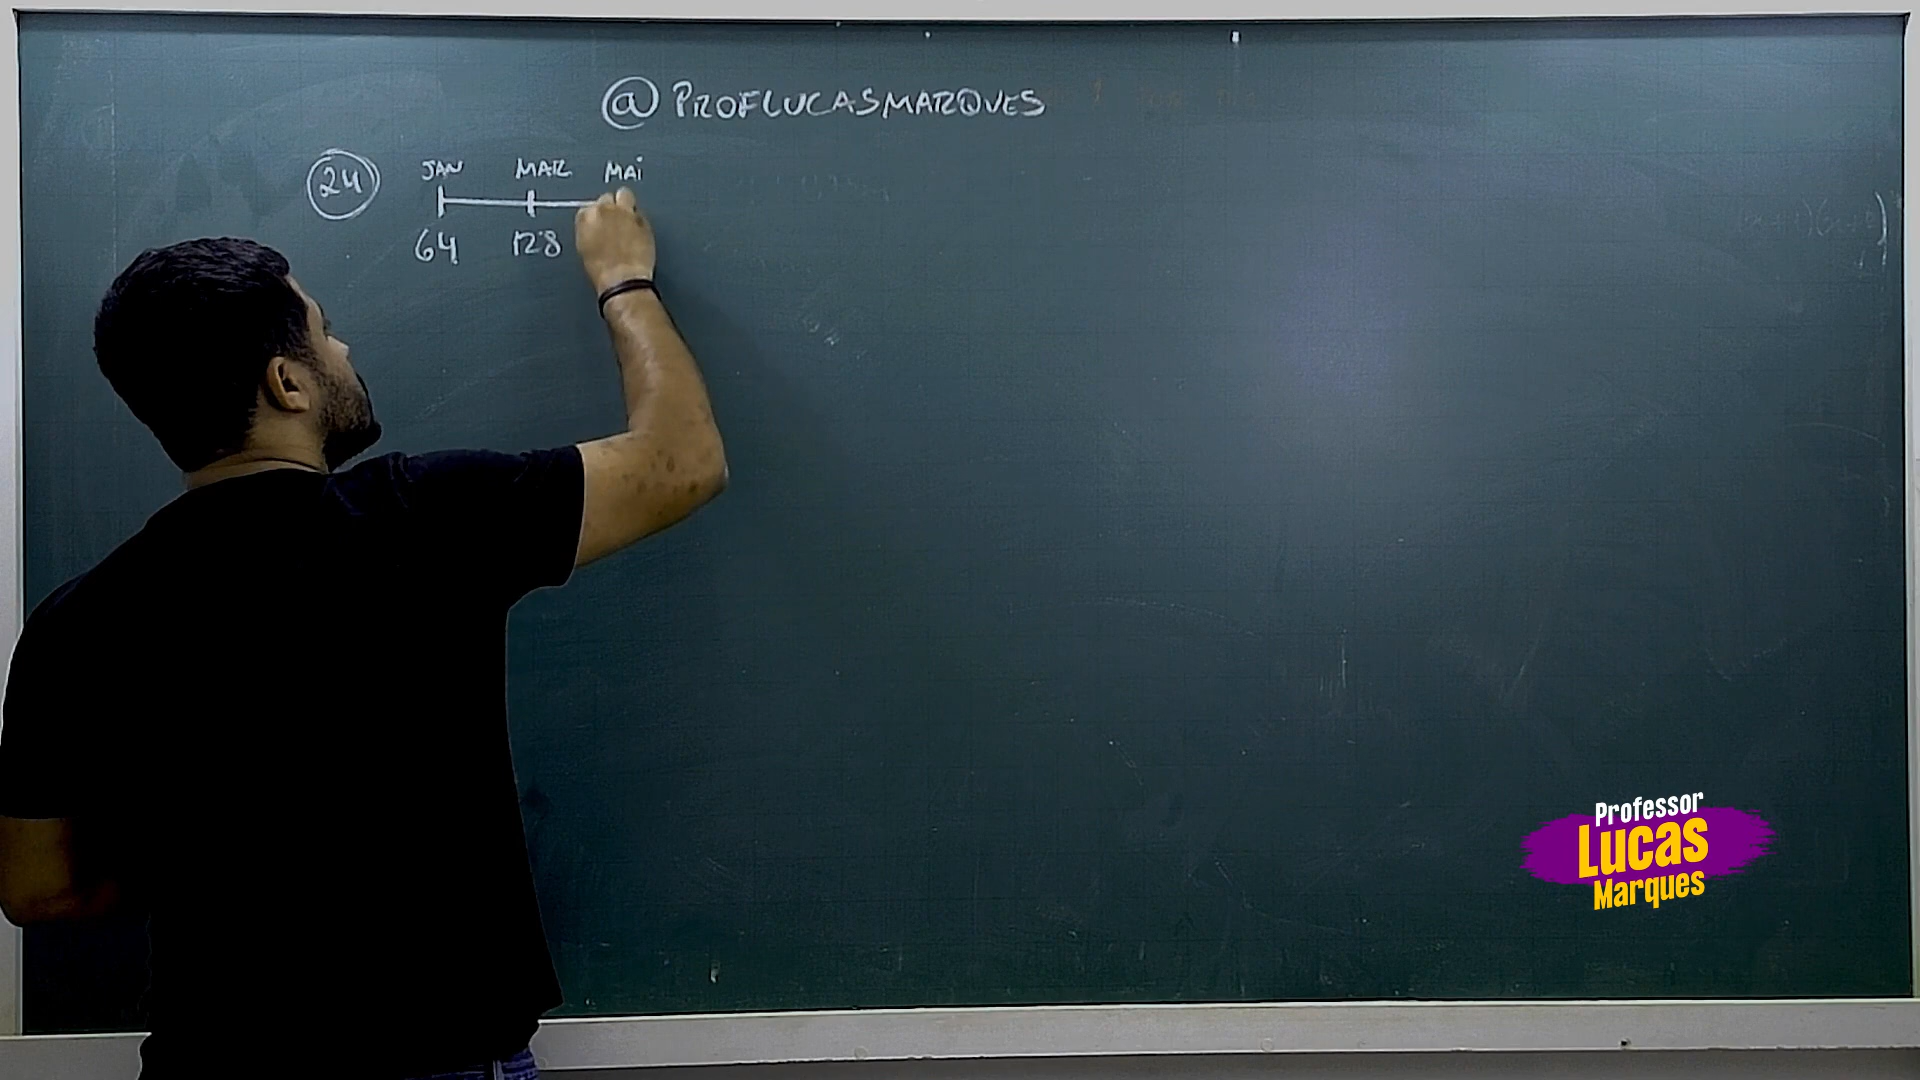 @PROFLUCASMARQUES
24 JAN MAR MAI
64 128
Professor
Lucas
Marques